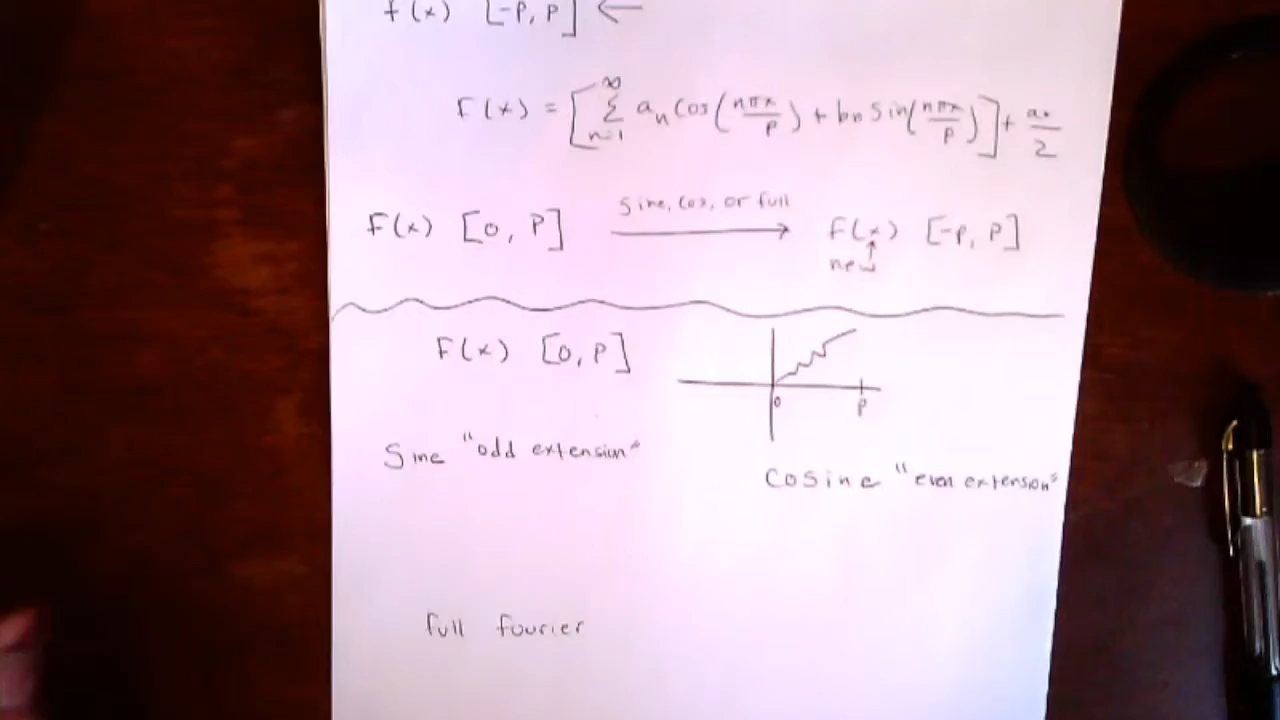 f(x) [-P, P] ←
F(x) = [ ∞ Σ n=1 an Cos(nπx/P) + bn Sin(nπx/P) ] + a0/2
Sine, Cos, or full
F(x) [0, P] → F(x) [-P, P]
new
F(x) [0, P]
0 P
Sine "odd extension"
Cosine "even extension"
full fourier